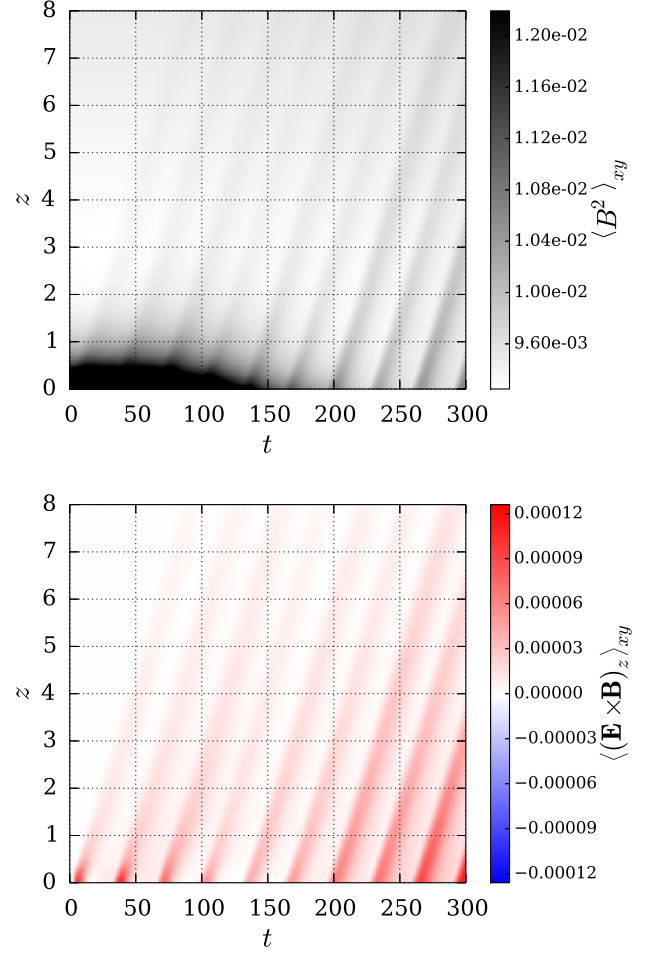 8
7
6
5
4
3
2
1
0
z
0 50 100 150 200 250 300
t
1.20e-02
1.16e-02
1.12e-02
1.08e-02
1.04e-02
1.00e-02
9.60e-03
⟨B²⟩xy
8
7
6
5
4
3
2
1
0
z
0 50 100 150 200 250 300
t
0.00012
0.00009
0.00006
0.00003
0.00000
−0.00003
−0.00006
−0.00009
−0.00012
⟨(E×B)z⟩xy